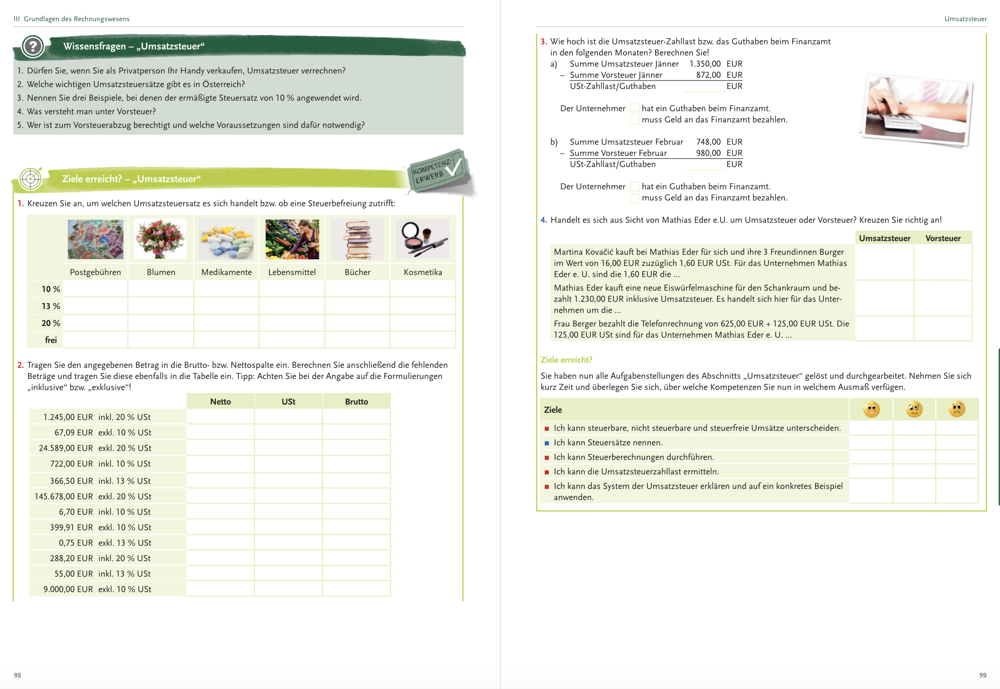 III Grundlagen des Rechnungswesens
?
Wissensfragen – „Umsatzsteuer“
1. Dürfen Sie, wenn Sie als Privatperson Ihr Handy verkaufen, Umsatzsteuer verrechnen?
2. Welche wichtigen Umsatzsteuersätze gibt es in Österreich?
3. Nennen Sie drei Beispiele, bei denen der ermäßigte Steuersatz von 10 % angewendet wird.
4. Was versteht man unter Vorsteuer?
5. Wer ist zum Vorsteuerabzug berechtigt und welche Voraussetzungen sind dafür notwendig?
Ziele erreicht? – „Umsatzsteuer“
KOMPETENZ-
ERWERB
1. Kreuzen Sie an, um welchen Umsatzsteuersatz es sich handelt bzw. ob eine Steuerbefreiung zutrifft:
Postgebühren Blumen Medikamente Lebensmittel Bücher Kosmetika
10 %
13 %
20 %
frei
2. Tragen Sie den angegebenen Betrag in die Brutto- bzw. Nettospalte ein. Berechnen Sie anschließend die fehlenden
Beträge und tragen Sie diese ebenfalls in die Tabelle ein. Tipp: Achten Sie bei der Angabe auf die Formulierungen
„inklusive“ bzw. „exklusive“!
Netto USt Brutto
1.245,00 EUR inkl. 20 % USt
67,09 EUR exkl. 10 % USt
24.589,00 EUR exkl. 20 % USt
722,00 EUR inkl. 10 % USt
366,50 EUR inkl. 13 % USt
145.678,00 EUR exkl. 20 % USt
6,70 EUR inkl. 10 % USt
399,91 EUR exkl. 10 % USt
0,75 EUR exkl. 13 % USt
288,20 EUR inkl. 20 % USt
55,00 EUR inkl. 13 % USt
9.000,00 EUR exkl. 10 % USt
98
Umsatzsteuer
3. Wie hoch ist die Umsatzsteuer-Zahllast bzw. das Guthaben beim Finanzamt
in den folgenden Monaten? Berechnen Sie!
a) Summe Umsatzsteuer Jänner 1.350,00 EUR
– Summe Vorsteuer Jänner 872,00 EUR
USt-Zahllast/Guthaben EUR
Der Unternehmer hat ein Guthaben beim Finanzamt.
muss Geld an das Finanzamt bezahlen.
b) Summe Umsatzsteuer Februar 748,00 EUR
– Summe Vorsteuer Februar 980,00 EUR
USt-Zahllast/Guthaben EUR
Der Unternehmer hat ein Guthaben beim Finanzamt.
muss Geld an das Finanzamt bezahlen.
4. Handelt es sich aus Sicht von Mathias Eder e.U. um Umsatzsteuer oder Vorsteuer? Kreuzen Sie richtig an!
Umsatzsteuer Vorsteuer
Martina Kovačić kauft bei Mathias Eder für sich und ihre 3 Freundinnen Burger
im Wert von 16,00 EUR zuzüglich 1,60 EUR USt. Für das Unternehmen Mathias
Eder e. U. sind die 1,60 EUR die ...
Mathias Eder kauft eine neue Eiswürfelmaschine für den Schankraum und be-
zahlt 1.230,00 EUR inklusive Umsatzsteuer. Es handelt sich hier für das Unter-
nehmen um die ...
Frau Berger bezahlt die Telefonrechnung von 625,00 EUR + 125,00 EUR USt. Die
125,00 EUR USt sind für das Unternehmen Mathias Eder e. U. ...
Ziele erreicht?
Sie haben nun alle Aufgabenstellungen des Abschnitts „Umsatzsteuer“ gelöst und durchgearbeitet. Nehmen Sie sich
kurz Zeit und überlegen Sie sich, über welche Kompetenzen Sie nun in welchem Ausmaß verfügen.
Ziele
Ich kann steuerbare, nicht steuerbare und steuerfreie Umsätze unterscheiden.
Ich kann Steuersätze nennen.
Ich kann Steuerberechnungen durchführen.
Ich kann die Umsatzsteuerzahllast ermitteln.
Ich kann das System der Umsatzsteuer erklären und auf ein konkretes Beispiel
anwenden.
99